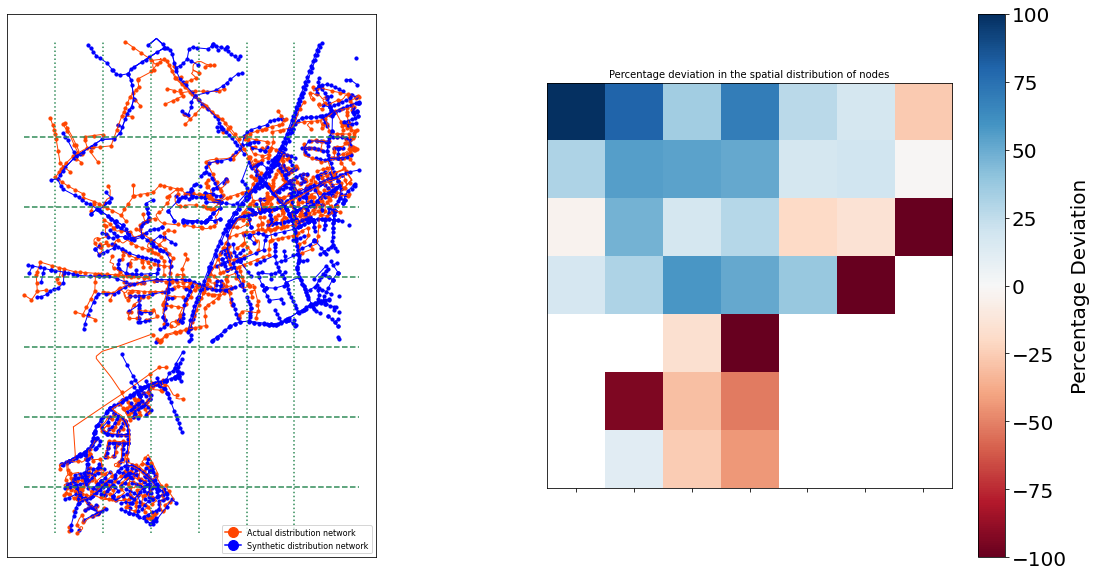 Actual distribution network
Synthetic distribution network
Percentage deviation in the spatial distribution of nodes
100
75
50
25
0
−25
−50
−75
−100
Percentage Deviation